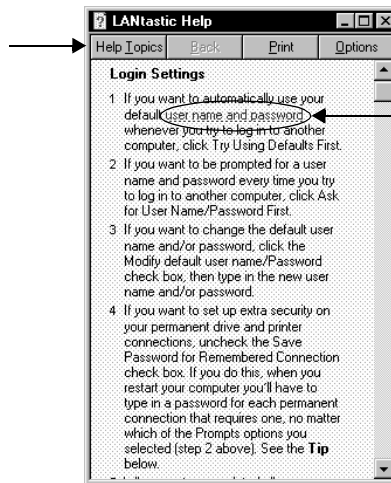 LANtastic Help
Help Topics Back Print Options
Login Settings
1 If you want to automatically use your
default user name and password
whenever you try to log in to another
computer, click Try Using Defaults First.
2 If you want to be prompted for a user
name and password every time you try
to log in to another computer, click Ask
for User Name/Password First.
3 If you want to change the default user
name and/or password, click the
Modify default user name/Password
check box, then type in the new user
name and/or password.
4 If you want to set up extra security on
your permanent drive and printer
connections, uncheck the Save
Password for Remembered Connection
check box. If you do this, when you
restart your computer you'll have to
type in a password for each permanent
connection that requires one, no matter
which of the Prompts options you
selected (step 2 above). See the Tip
below.